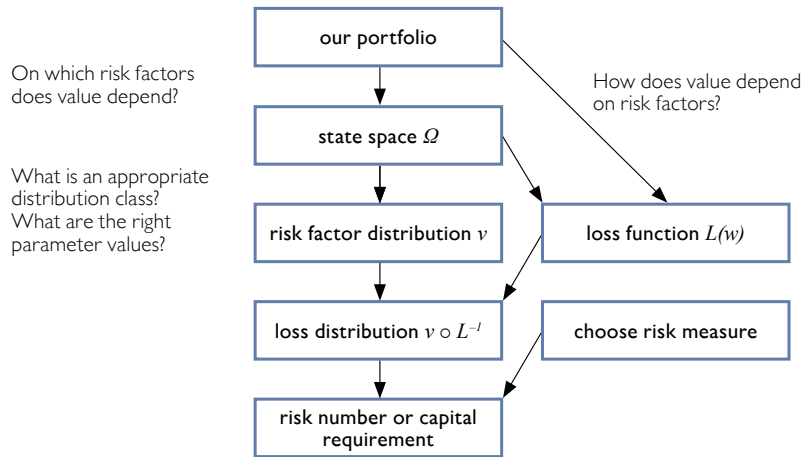 our portfolio
On which risk factors
does value depend?
How does value depend
on risk factors?
state space Ω
What is an appropriate
distribution class?
What are the right
parameter values?
risk factor distribution ν
loss function L(w)
loss distribution ν ο L⁻¹
choose risk measure
risk number or capital
requirement